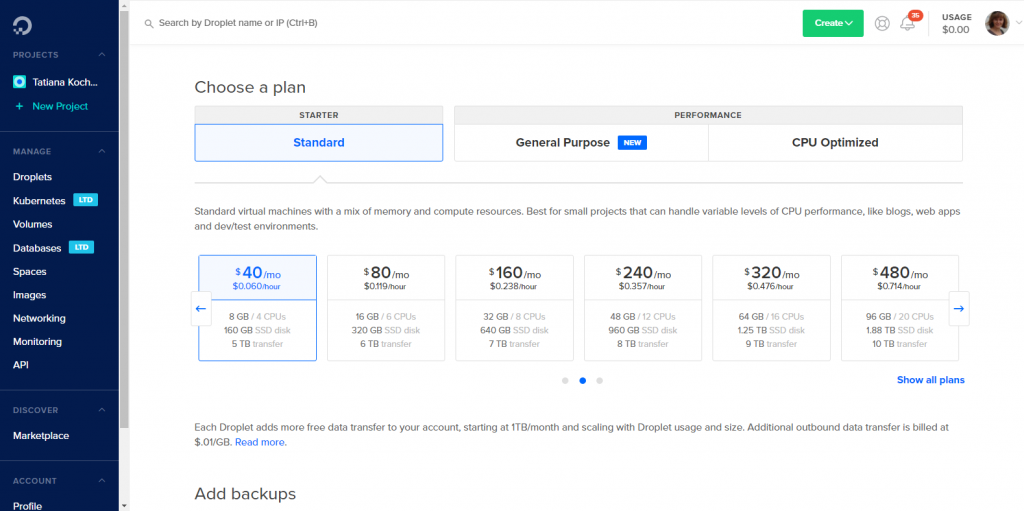 Search by Droplet name or IP (Ctrl+B)
Create
35
USAGE
$0.00
PROJECTS
Tatiana Koch...
+ New Project
MANAGE
Droplets
Kubernetes LTD
Volumes
Databases LTD
Spaces
Images
Networking
Monitoring
API
DISCOVER
Marketplace
ACCOUNT
Profile
Choose a plan
STARTER
PERFORMANCE
Standard
General Purpose NEW
CPU Optimized
Standard virtual machines with a mix of memory and compute resources. Best for small projects that can handle variable levels of CPU performance, like blogs, web apps
and dev/test environments.
$40/mo
$0.060/hour
8 GB / 4 CPUs
160 GB SSD disk
5 TB transfer
$80/mo
$0.119/hour
16 GB / 6 CPUs
320 GB SSD disk
6 TB transfer
$160/mo
$0.238/hour
32 GB / 8 CPUs
640 GB SSD disk
7 TB transfer
$240/mo
$0.357/hour
48 GB / 12 CPUs
960 GB SSD disk
8 TB transfer
$320/mo
$0.476/hour
64 GB / 16 CPUs
1.25 TB SSD disk
9 TB transfer
$480/mo
$0.714/hour
96 GB / 20 CPUs
1.88 TB SSD disk
10 TB transfer
Show all plans
Each Droplet adds more free data transfer to your account, starting at 1TB/month and scaling with Droplet usage and size. Additional outbound data transfer is billed at
$.01/GB. Read more.
Add backups